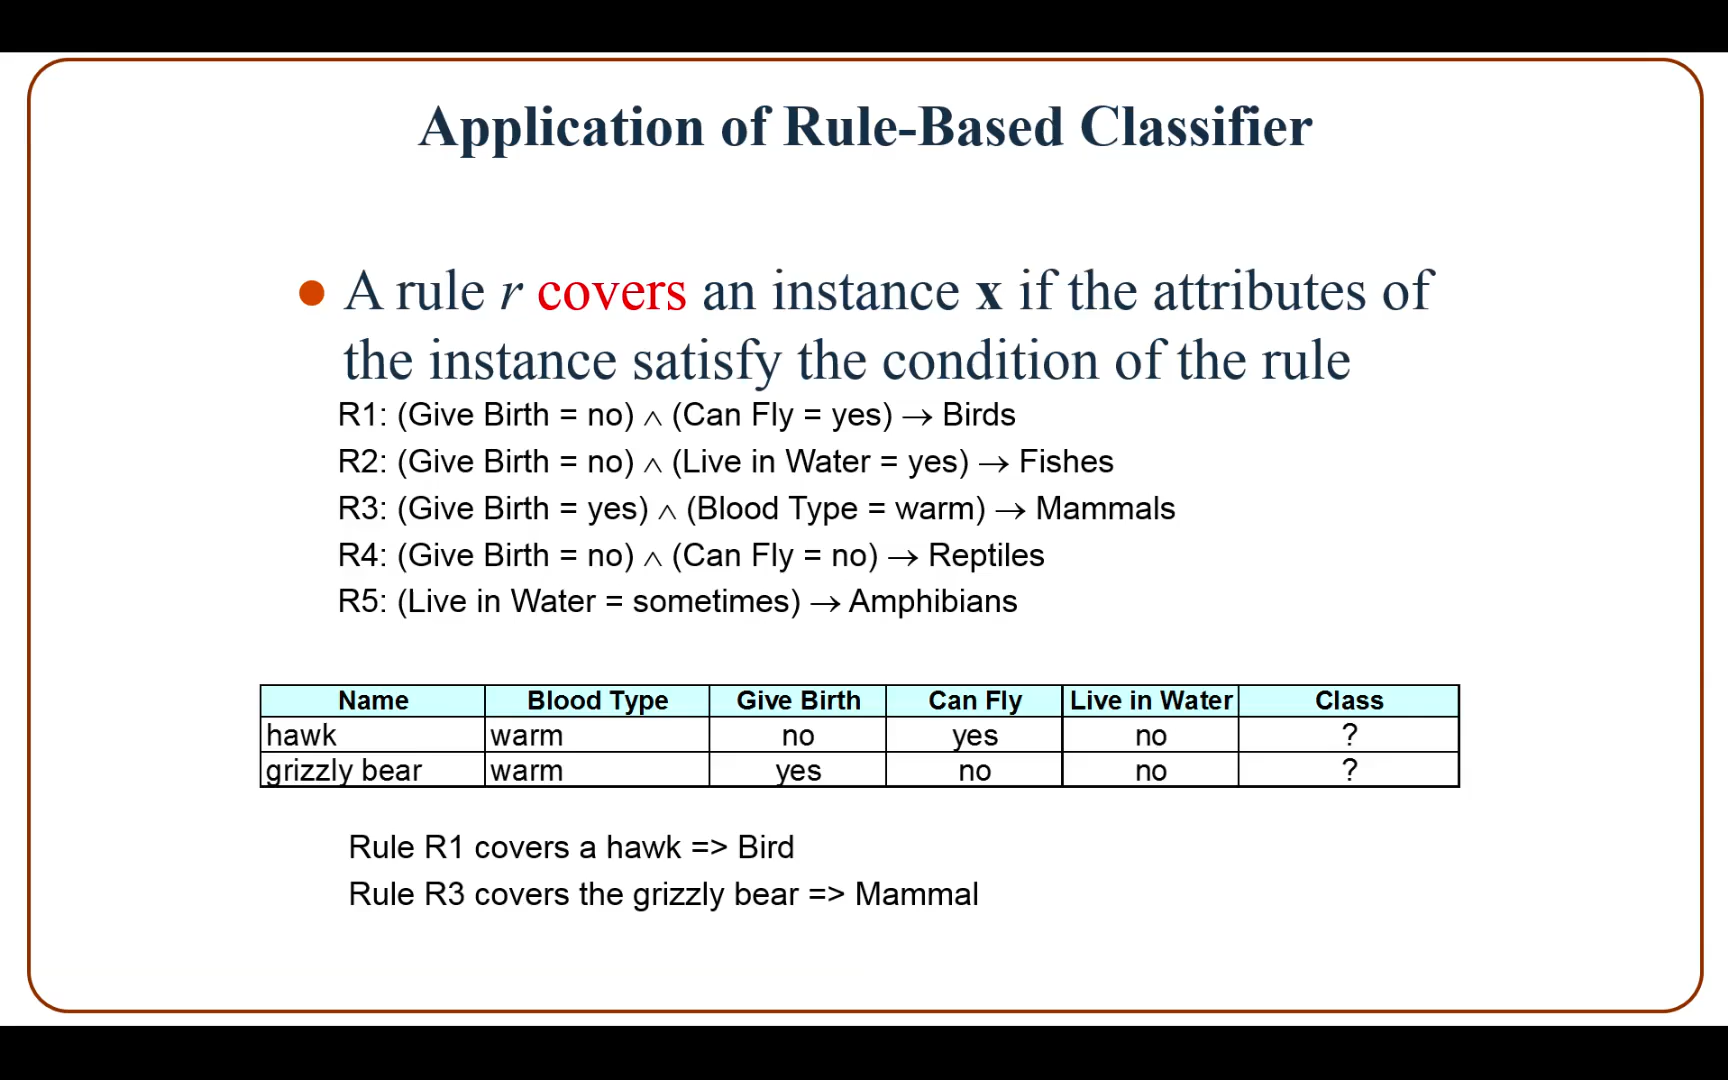 Application of Rule-Based Classifier
● A rule r covers an instance x if the attributes of
the instance satisfy the condition of the rule
R1: (Give Birth = no) ∧ (Can Fly = yes) → Birds
R2: (Give Birth = no) ∧ (Live in Water = yes) → Fishes
R3: (Give Birth = yes) ∧ (Blood Type = warm) → Mammals
R4: (Give Birth = no) ∧ (Can Fly = no) → Reptiles
R5: (Live in Water = sometimes) → Amphibians
Name Blood Type Give Birth Can Fly Live in Water Class
hawk warm no yes no ?
grizzly bear warm yes no no ?
Rule R1 covers a hawk => Bird
Rule R3 covers the grizzly bear => Mammal